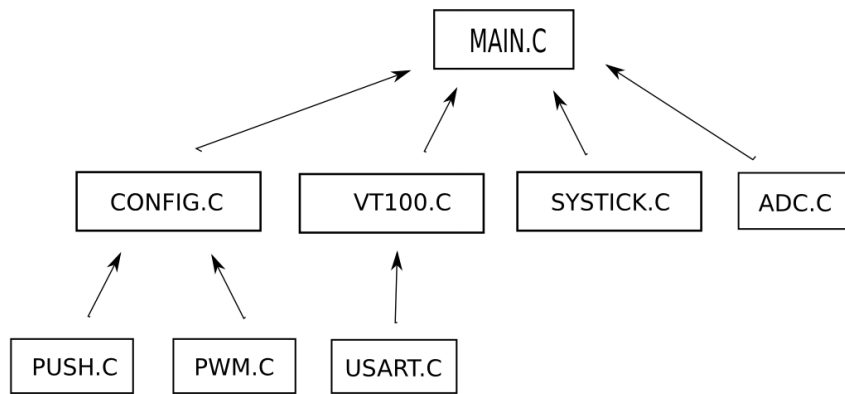 MAIN.C
CONFIG.C
VT100.C
SYSTICK.C
ADC.C
PUSH.C
PWM.C
USART.C